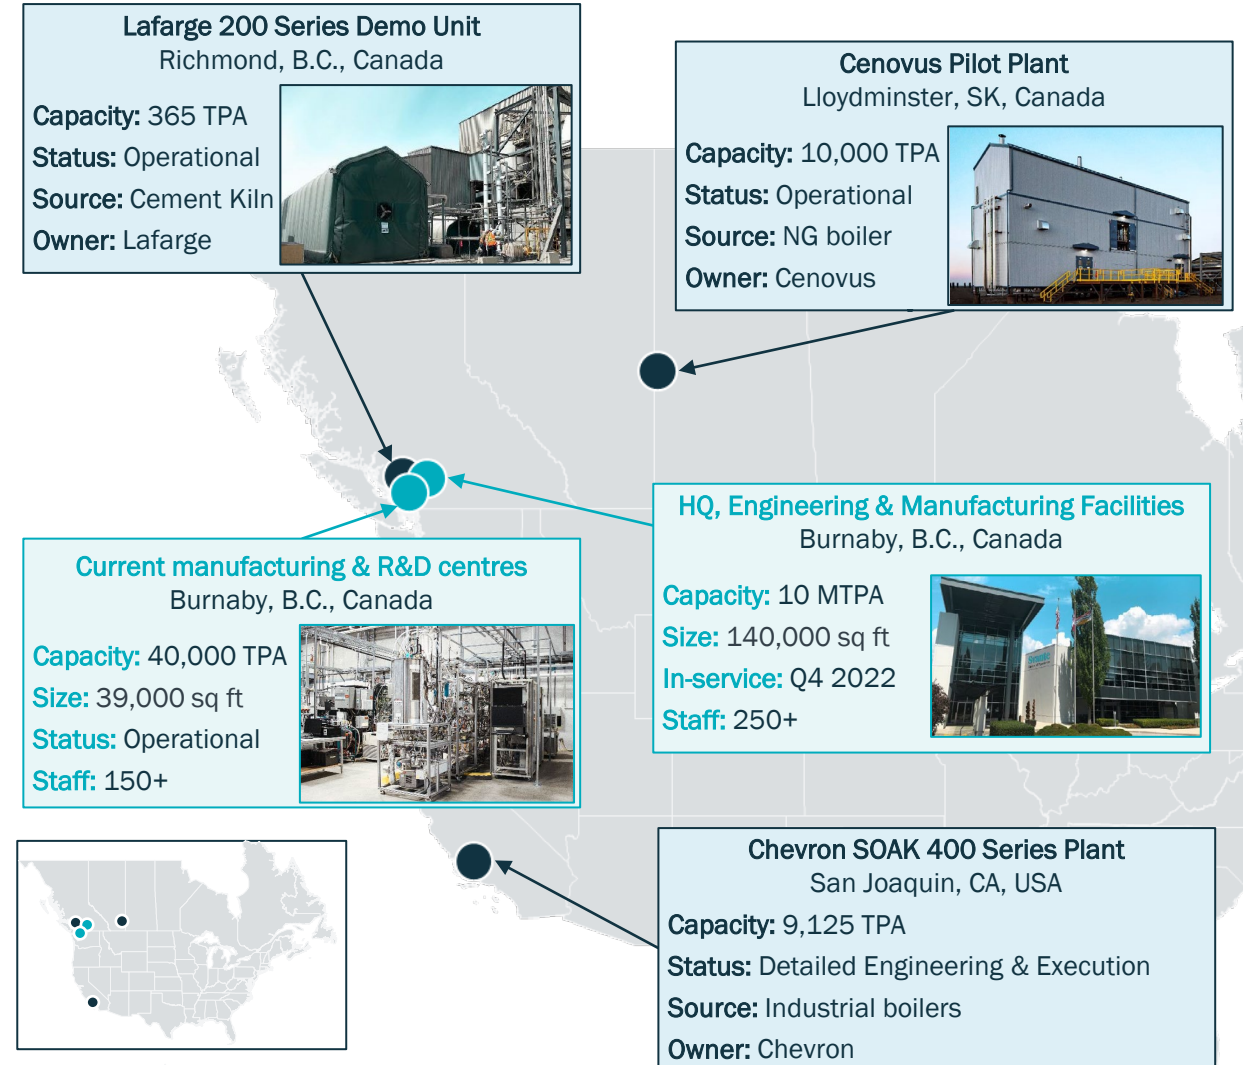 Lafarge 200 Series Demo Unit
Richmond, B.C., Canada
Capacity: 365 TPA
Status: Operational
Source: Cement Kiln
Owner: Lafarge
Cenovus Pilot Plant
Lloydminster, SK, Canada
Capacity: 10,000 TPA
Status: Operational
Source: NG boiler
Owner: Cenovus
Current manufacturing & R&D centres
Burnaby, B.C., Canada
Capacity: 40,000 TPA
Size: 39,000 sq ft
Status: Operational
Staff: 150+
HQ, Engineering & Manufacturing Facilities
Burnaby, B.C., Canada
Capacity: 10 MTPA
Size: 140,000 sq ft
In-service: Q4 2022
Staff: 250+
Chevron SOAK 400 Series Plant
San Joaquin, CA, USA
Capacity: 9,125 TPA
Status: Detailed Engineering & Execution
Source: Industrial boilers
Owner: Chevron